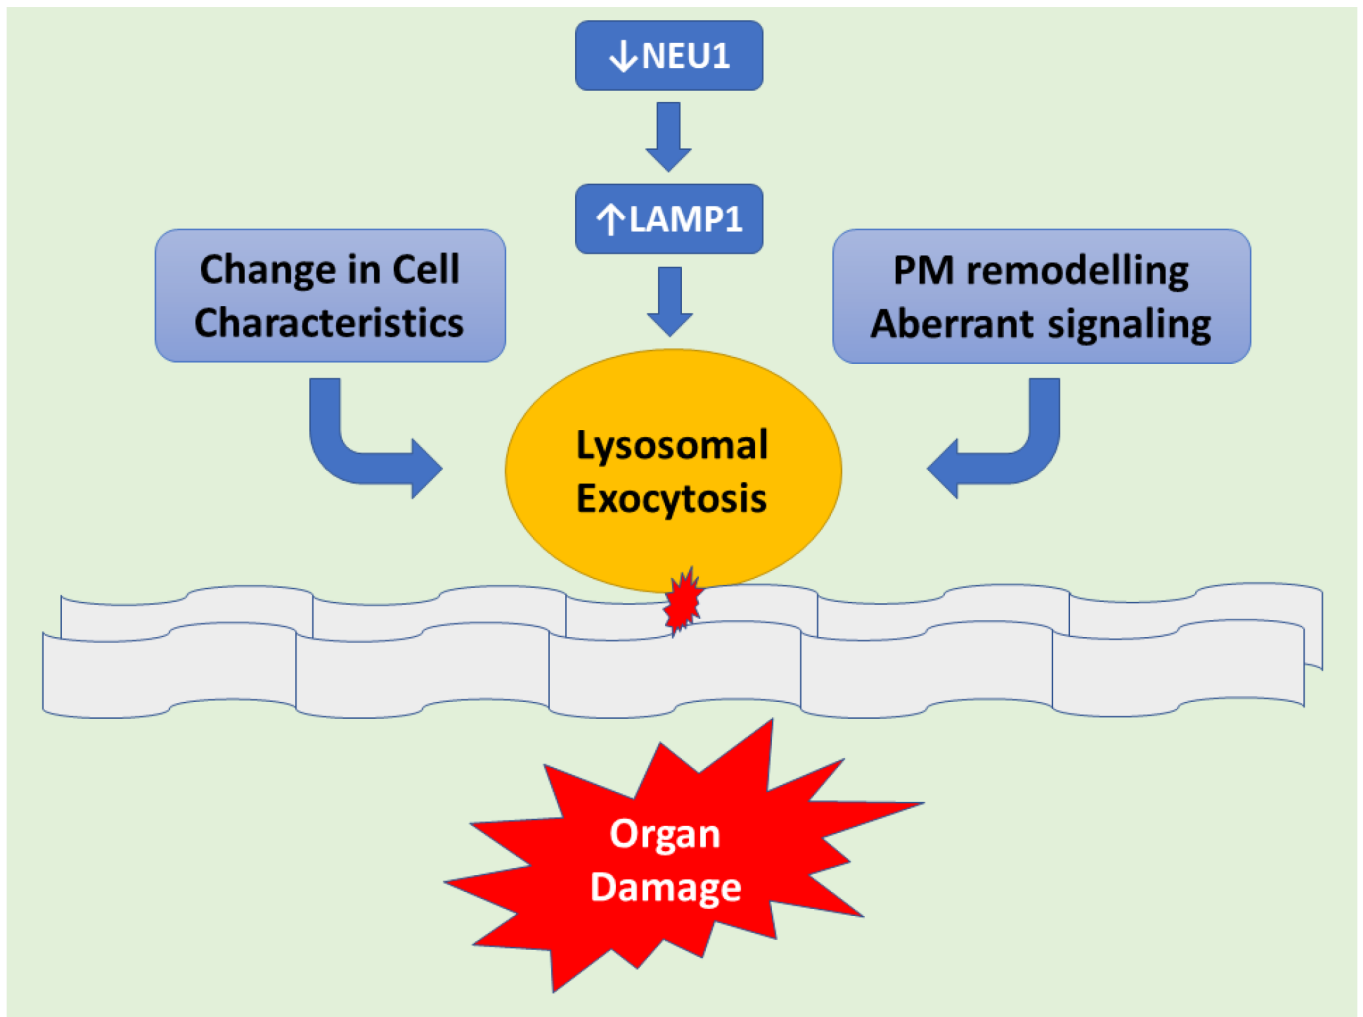 ↓NEU1
↑LAMP1
Change in Cell
Characteristics
PM remodelling
Aberrant signaling
Lysosomal
Exocytosis
Organ
Damage